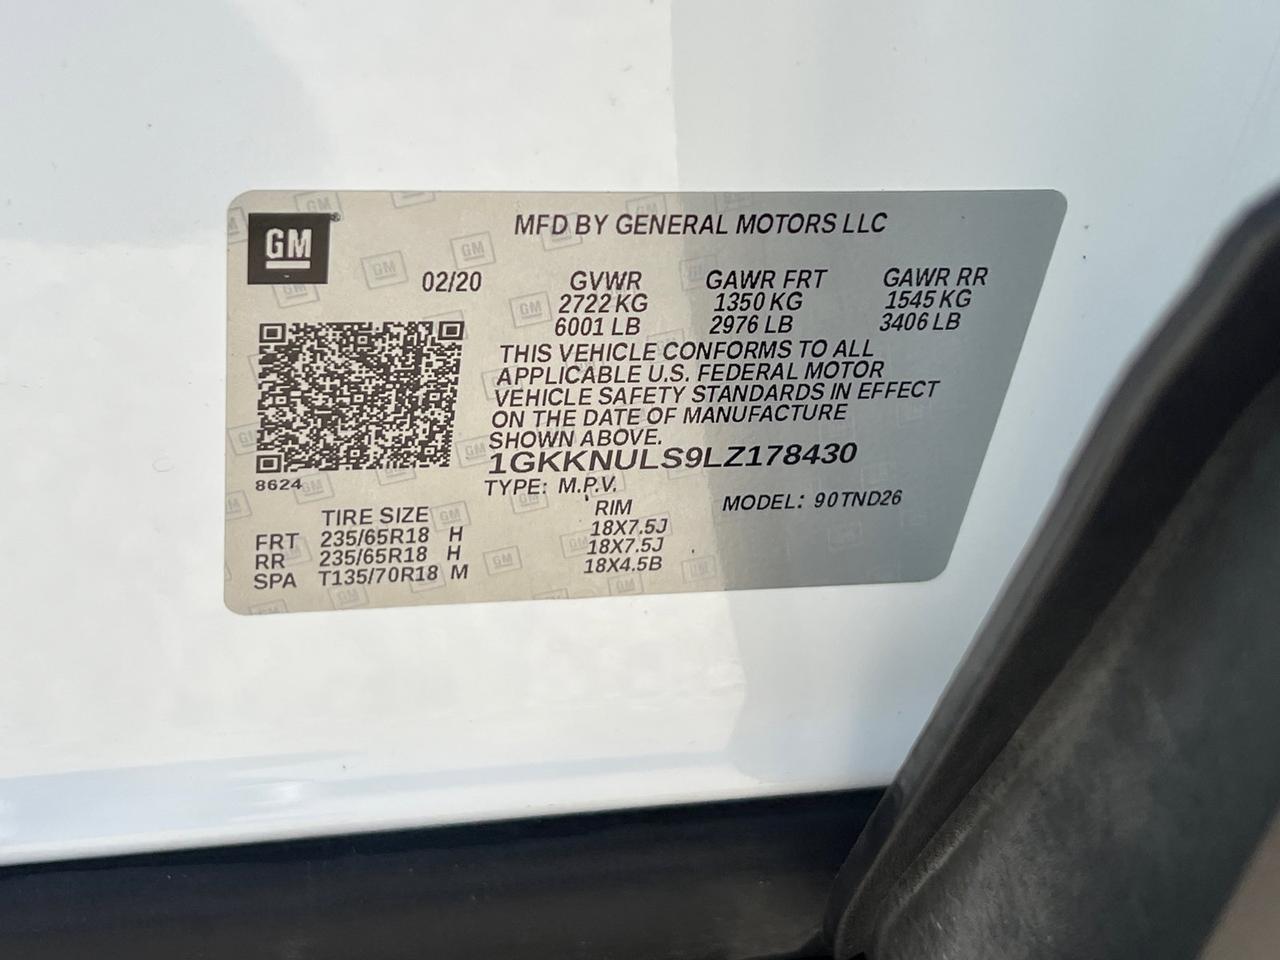 GM
MFD BY GENERAL MOTORS LLC
02/20 GVWR GAWR FRT GAWR RR
2722 KG 1350 KG 1545 KG
6001 LB 2976 LB 3406 LB
THIS VEHICLE CONFORMS TO ALL
APPLICABLE U.S. FEDERAL MOTOR
VEHICLE SAFETY STANDARDS IN EFFECT
ON THE DATE OF MANUFACTURE
SHOWN ABOVE.
1GKKNULS9LZ178430
8624
TYPE: M.P.V. MODEL: 90TND26
TIRE SIZE RIM
FRT 235/65R18 H 18X7.5J
RR 235/65R18 H 18X7.5J
SPA T135/70R18 M 18X4.5B